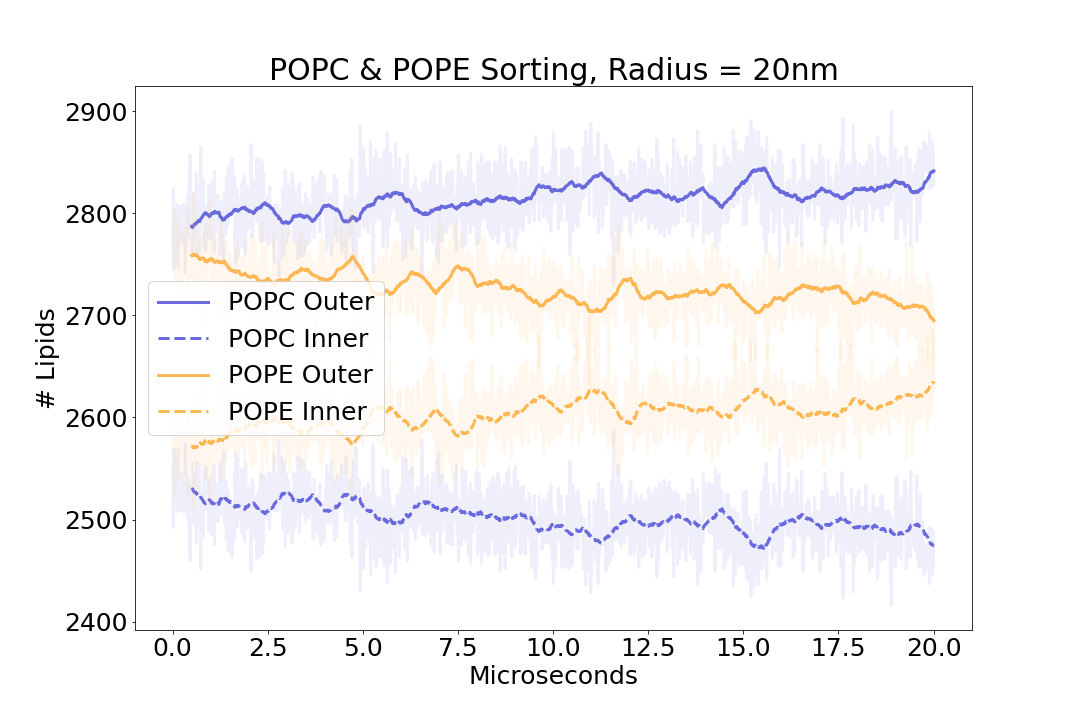 POPC & POPE Sorting, Radius = 20nm
2900
2800
2700
2600
2500
2400
# Lipids
POPC Outer
POPC Inner
POPE Outer
POPE Inner
0.0 2.5 5.0 7.5 10.0 12.5 15.0 17.5 20.0
Microseconds